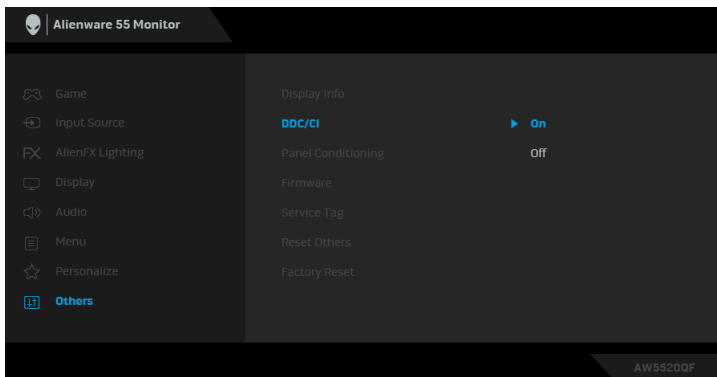 Alienware 55 Monitor
Game
Input Source
AlienFX Lighting
Display
Audio
Menu
Personalize
Others
Display Info
DDC/CI
On
Panel Conditioning
Off
Firmware
Service Tag
Reset Others
Factory Reset
AW5520QF